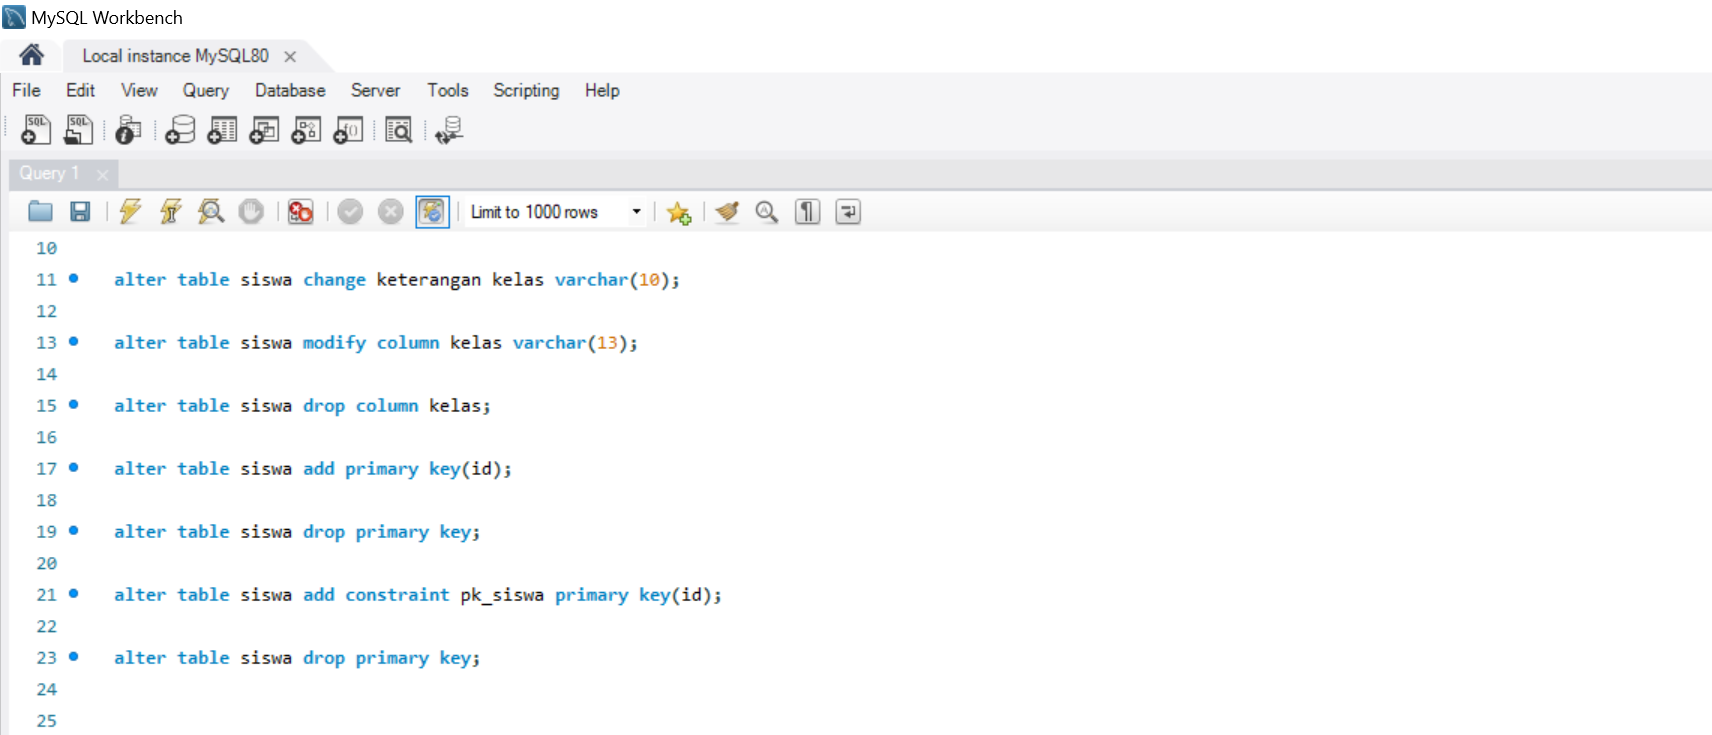 MySQL Workbench
Local instance MySQL80
File Edit View Query Database Server Tools Scripting Help
SQL SQL
Query 1
Limit to 1000 rows
10
11 alter table siswa change keterangan kelas varchar(10);
12
13 alter table siswa modify column kelas varchar(13);
14
15 alter table siswa drop column kelas;
16
17 alter table siswa add primary key(id);
18
19 alter table siswa drop primary key;
20
21 alter table siswa add constraint pk_siswa primary key(id);
22
23 alter table siswa drop primary key;
24
25